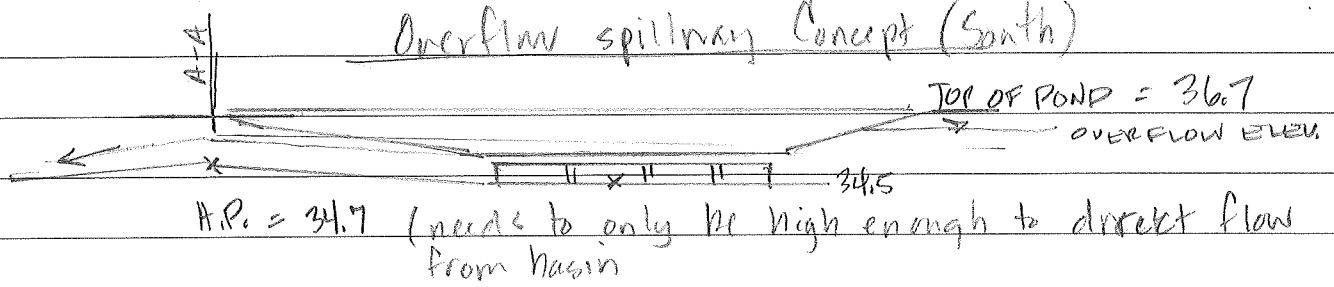 Overflow spillway Concept (South)
A-A
TOP OF POND = 36.7
OVERFLOW ELEV.
34.5
H.P. = 34.7 (needs to only be high enough to direkt flow
from basin